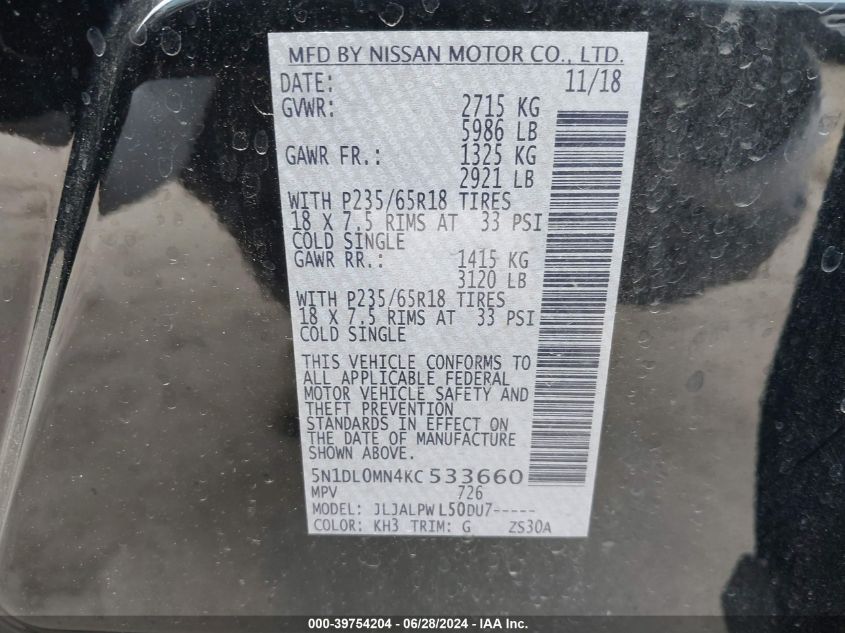 MFD BY NISSAN MOTOR CO., LTD.
DATE: 11/18
GVWR: 2715 KG
5986 LB
GAWR FR.: 1325 KG
2921 LB
WITH P235/65R18 TIRES
18 X 7.5 RIMS AT 33 PSI
COLD SINGLE
GAWR RR.: 1415 KG
3120 LB
WITH P235/65R18 TIRES
18 X 7.5 RIMS AT 33 PSI
COLD SINGLE
THIS VEHICLE CONFORMS TO
ALL APPLICABLE FEDERAL
MOTOR VEHICLE SAFETY AND
THEFT PREVENTION
STANDARDS IN EFFECT ON
THE DATE OF MANUFACTURE
SHOWN ABOVE.
5N1DL0MN4KC533660
MPV 726
MODEL: JLJALPWL50DU7-----
COLOR: KH3 TRIM: G ZS30A
000-39754204 | 06/28/2024 - IAA Inc.